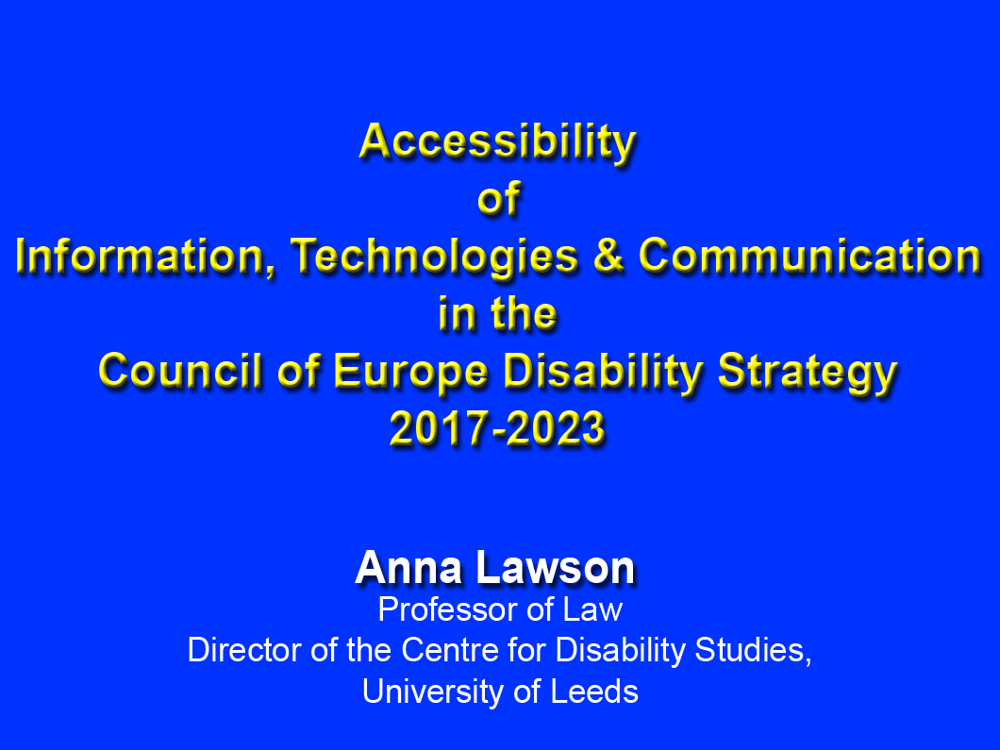 Accessibility
of
Information, Technologies & Communication
in the
Council of Europe Disability Strategy
2017-2023
Anna Lawson
Professor of Law
Director of the Centre for Disability Studies,
University of Leeds